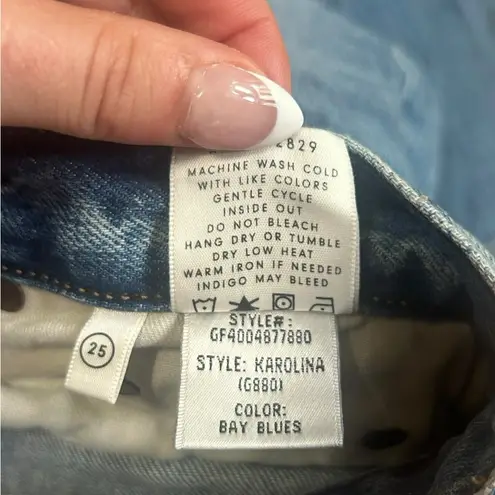 2829
MACHINE WASH COLD
WITH LIKE COLORS
GENTLE CYCLE
INSIDE OUT
DO NOT BLEACH
HANG DRY OR TUMBLE
DRY LOW HEAT
WARM IRON IF NEEDED
INDIGO MAY BLEED
25
STYLE#:
GF4004877880
STYLE: KAROLINA
(G880)
COLOR:
BAY BLUES